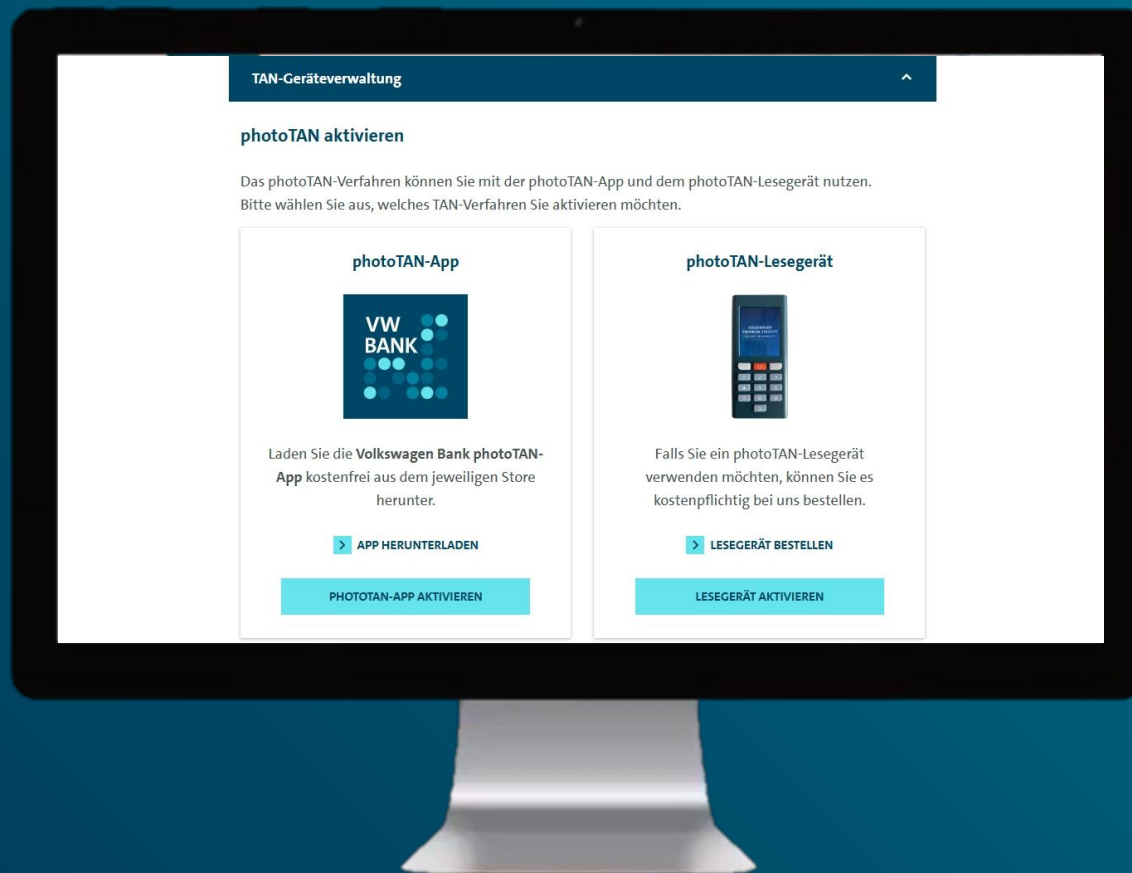 TAN-Geräteverwaltung
photoTAN aktivieren
Das photoTAN-Verfahren können Sie mit der photoTAN-App und dem photoTAN-Lesegerät nutzen.
Bitte wählen Sie aus, welches TAN-Verfahren Sie aktivieren möchten.
photoTAN-App
VW
BANK
Laden Sie die Volkswagen Bank photoTAN-
App kostenfrei aus dem jeweiligen Store
herunter.
APP HERUNTERLADEN
PHOTOTAN-APP AKTIVIEREN
photoTAN-Lesegerät
Falls Sie ein photoTAN-Lesegerät
verwenden möchten, können Sie es
kostenpflichtig bei uns bestellen.
LESEGERÄT BESTELLEN
LESEGERÄT AKTIVIEREN